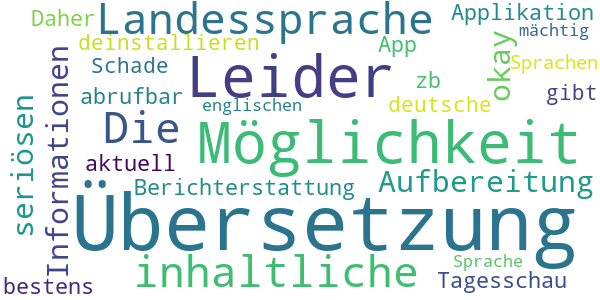 Daher
Landessprache
Applikation
mächtig
deinstallieren
App
okay
Sprachen
Schade
Leider
zb
gibt
Informationen
abrufbar
englischen
deutsche
seriösen
Die
Möglichkeit
aktuell
Berichterstattung
Aufbereitung
Übersetzung
inhaltliche
Sprache
bestens
Tagesschau